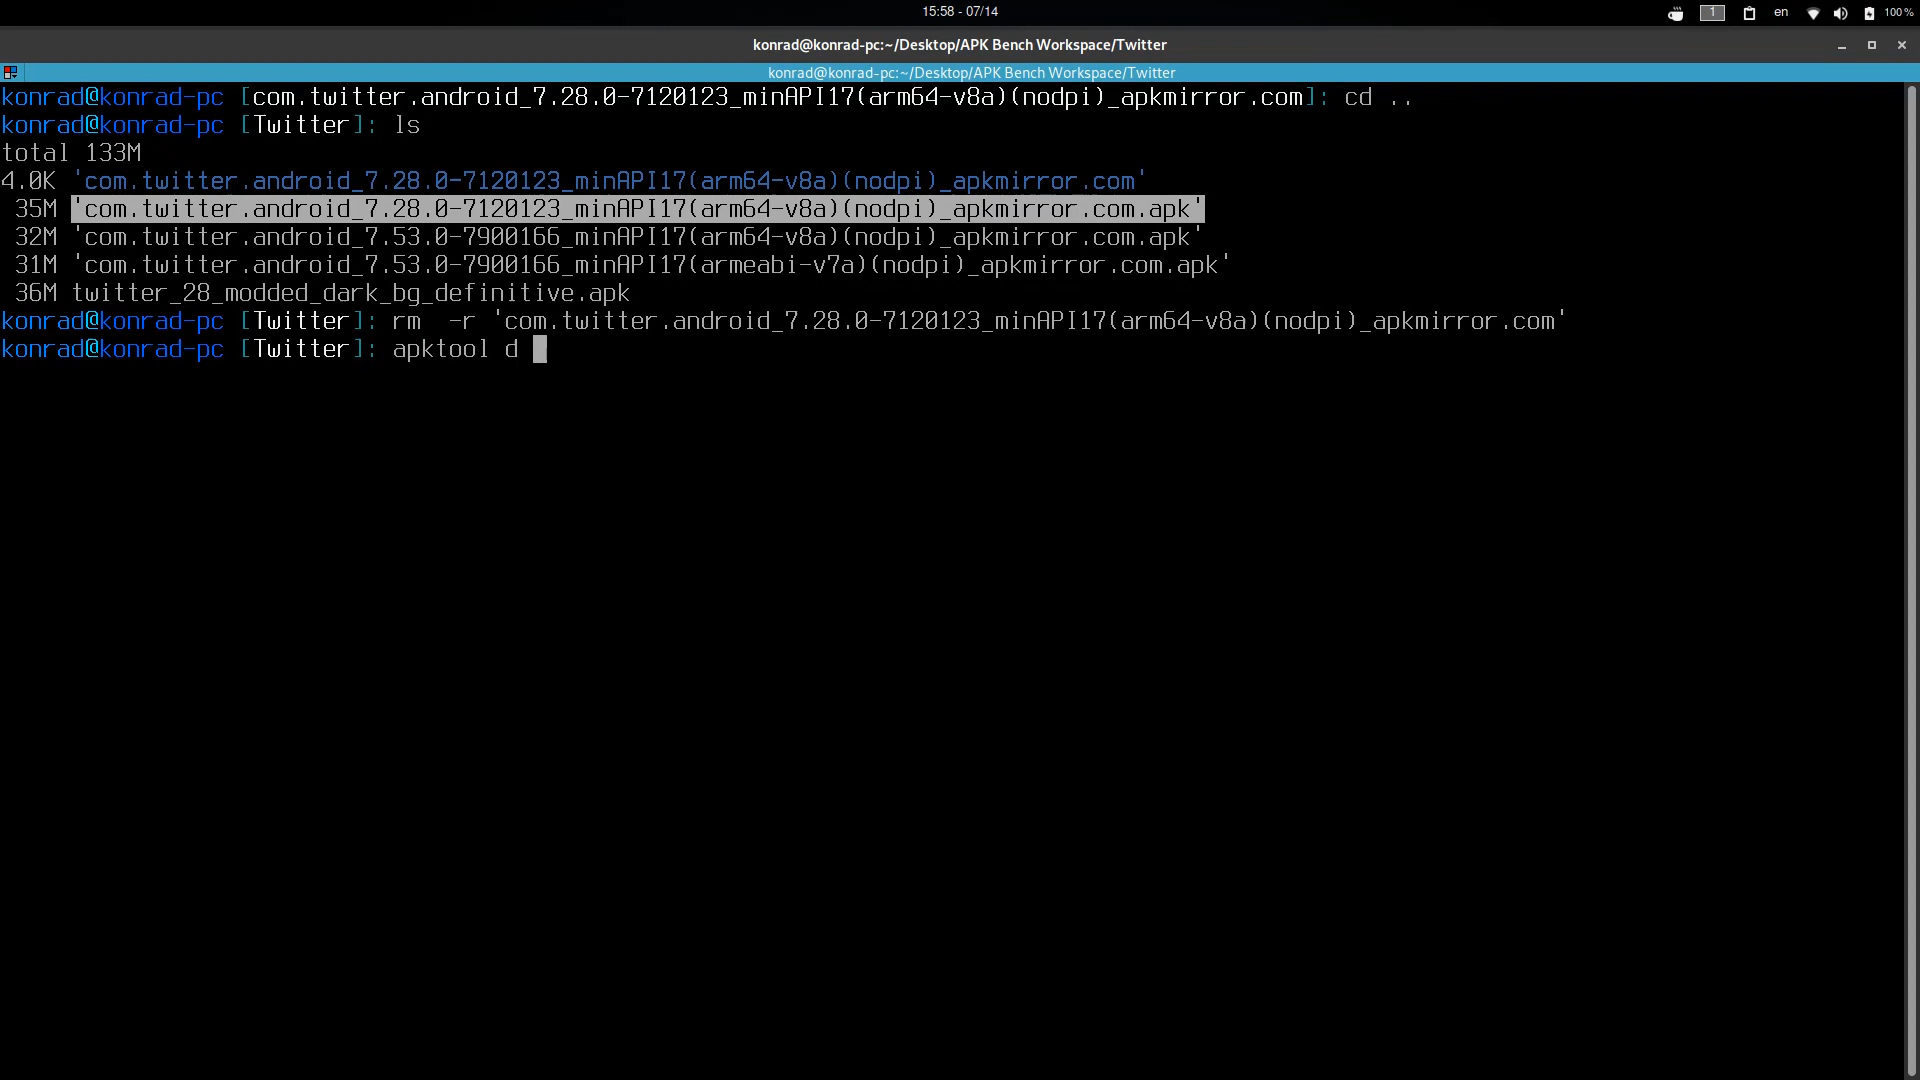 15:58 - 07/14
1
en
100 %
konrad@konrad-pc:~/Desktop/APK Bench Workspace/Twitter
konrad@konrad-pc:~/Desktop/APK Bench Workspace/Twitter
konrad@konrad-pc [com.twitter.android_7.28.0-7120123_minAPI17(arm64-v8a)(nodpi)_apkmirror.com]: cd ..
konrad@konrad-pc [Twitter]: ls
total 133M
4.0K 'com.twitter.android_7.28.0-7120123_minAPI17(arm64-v8a)(nodpi)_apkmirror.com'
35M 'com.twitter.android_7.28.0-7120123_minAPI17(arm64-v8a)(nodpi)_apkmirror.com.apk'
32M 'com.twitter.android_7.53.0-7900166_minAPI17(arm64-v8a)(nodpi)_apkmirror.com.apk'
31M 'com.twitter.android_7.53.0-7900166_minAPI17(armeabi-v7a)(nodpi)_apkmirror.com.apk'
36M twitter_28_modded_dark_bg_definitive.apk
konrad@konrad-pc [Twitter]: rm  -r 'com.twitter.android_7.28.0-7120123_minAPI17(arm64-v8a)(nodpi)_apkmirror.com'
konrad@konrad-pc [Twitter]: apktool d